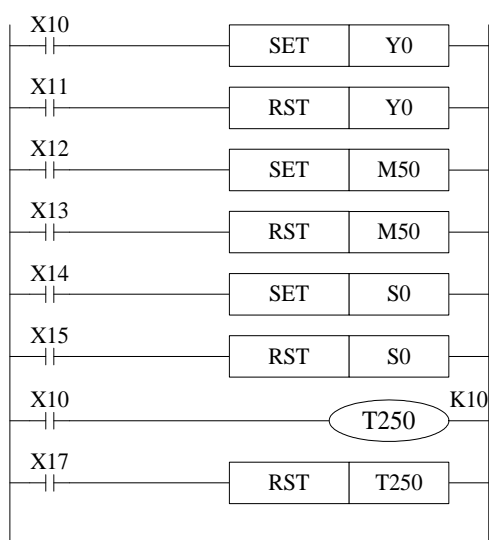 X10
SET Y0
X11
RST Y0
X12
SET M50
X13
RST M50
X14
SET S0
X15
RST S0
X10 K10
T250
X17
RST T250